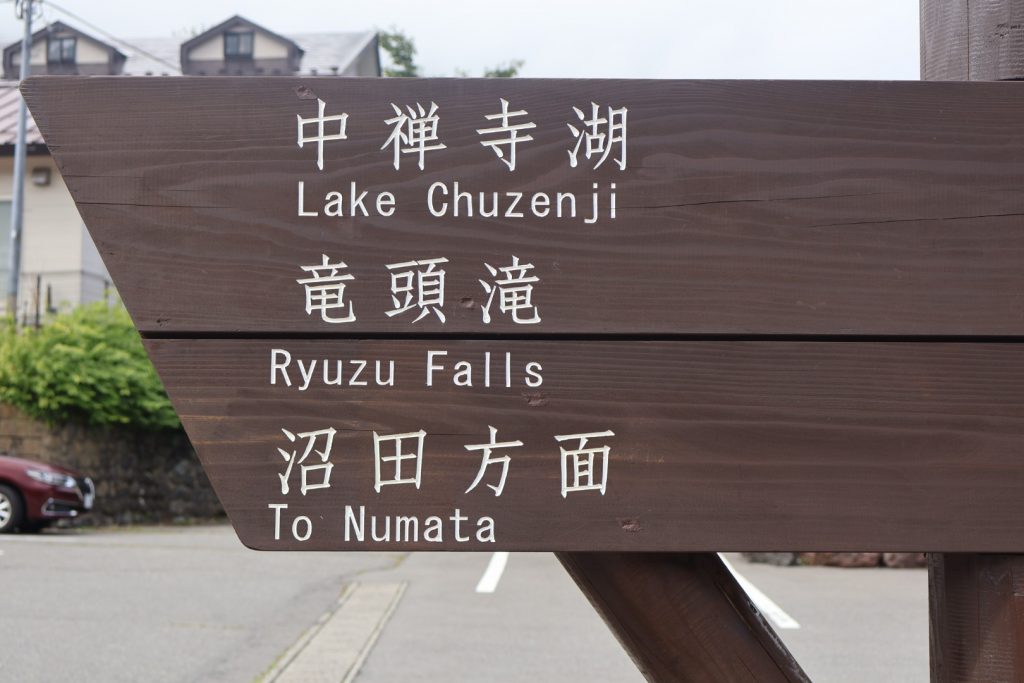 中禅寺湖
Lake Chuzenji
竜頭滝
Ryuzu Falls
沼田方面
To Numata